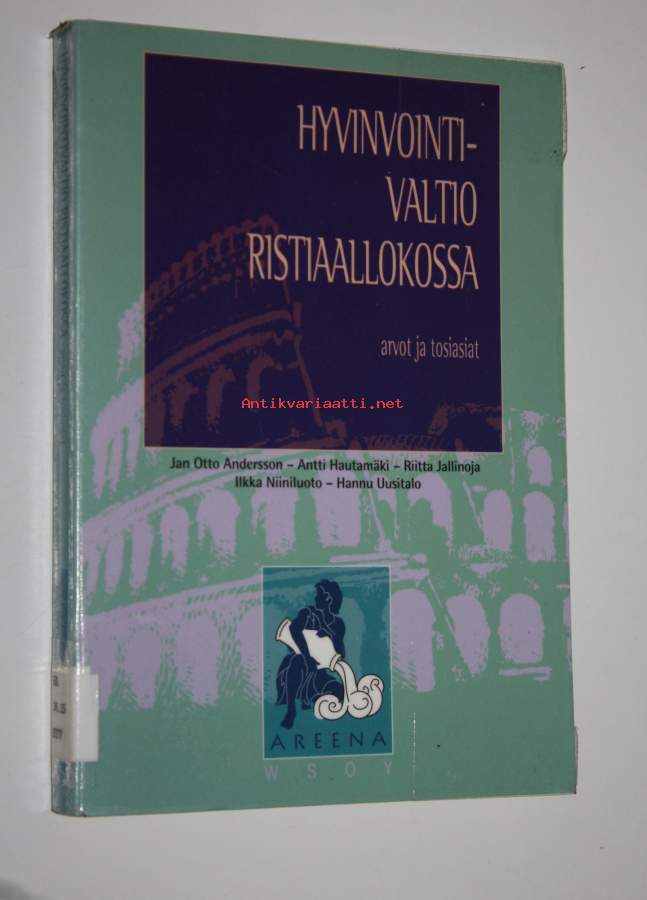 HYVINVOINTI-
VALTIO
RISTIAALLOKOSSA
arvot ja tosiasiat
Antikvariaatti.net
Jan Otto Andersson – Antti Hautamäki – Riitta Jallinoja
Ilkka Niiniluoto – Hannu Uusitalo
AREENA
WSOY